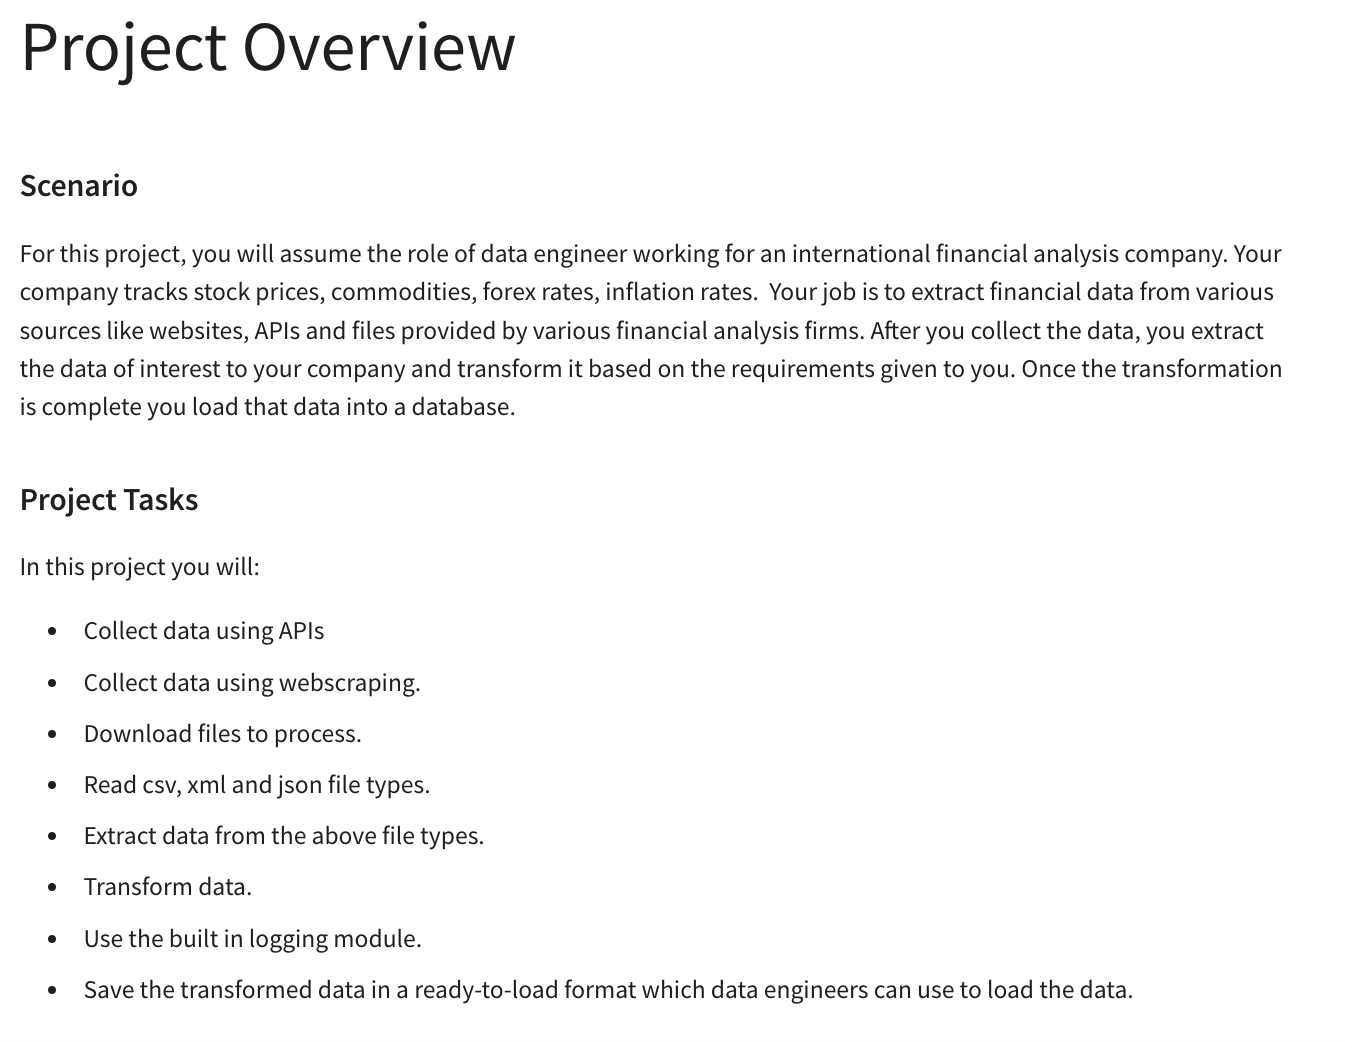 Project Overview
Scenario
For this project, you will assume the role of data engineer working for an international financial analysis company. Your
company tracks stock prices, commodities, forex rates, inflation rates.  Your job is to extract financial data from various
sources like websites, APIs and files provided by various financial analysis firms. After you collect the data, you extract
the data of interest to your company and transform it based on the requirements given to you. Once the transformation
is complete you load that data into a database.
Project Tasks
In this project you will:
• Collect data using APIs
• Collect data using webscraping.
• Download files to process.
• Read csv, xml and json file types.
• Extract data from the above file types.
• Transform data.
• Use the built in logging module.
• Save the transformed data in a ready-to-load format which data engineers can use to load the data.